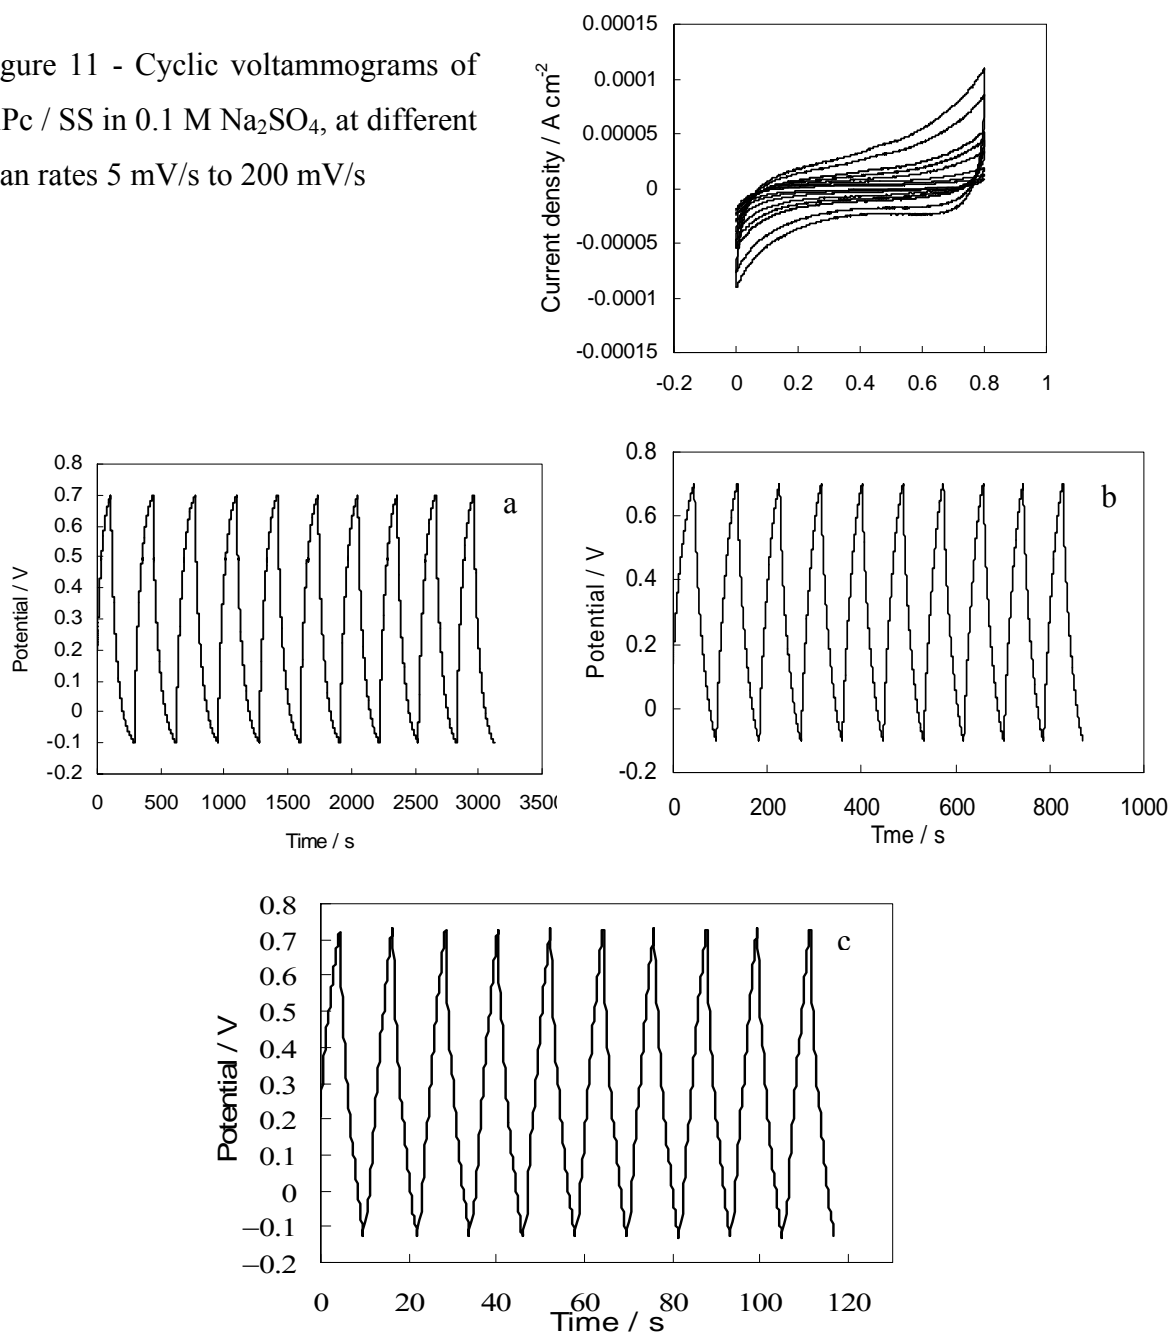 gure 11 - Cyclic voltammograms of
Pc / SS in 0.1 M Na₂SO₄, at different
an rates 5 mV/s to 200 mV/s
0.00015
0.0001
0.00005
0
-0.00005
-0.0001
-0.00015
Current density / A cm⁻²
-0.2 0 0.2 0.4 0.6 0.8 1
0.8
0.7
0.6
0.5
0.4
0.3
0.2
0.1
0
-0.1
-0.2
Potential / V
a
0 500 1000 1500 2000 2500 3000 350
Time / s
0.8
0.6
0.4
0.2
0
-0.2
Potential / V
b
0 200 400 600 800 1000
Tme / s
0.8
0.7
0.6
0.5
0.4
0.3
0.2
0.1
0
−0.1
−0.2
Potential / V
c
0 20 40 60 80 100 120
Time / s